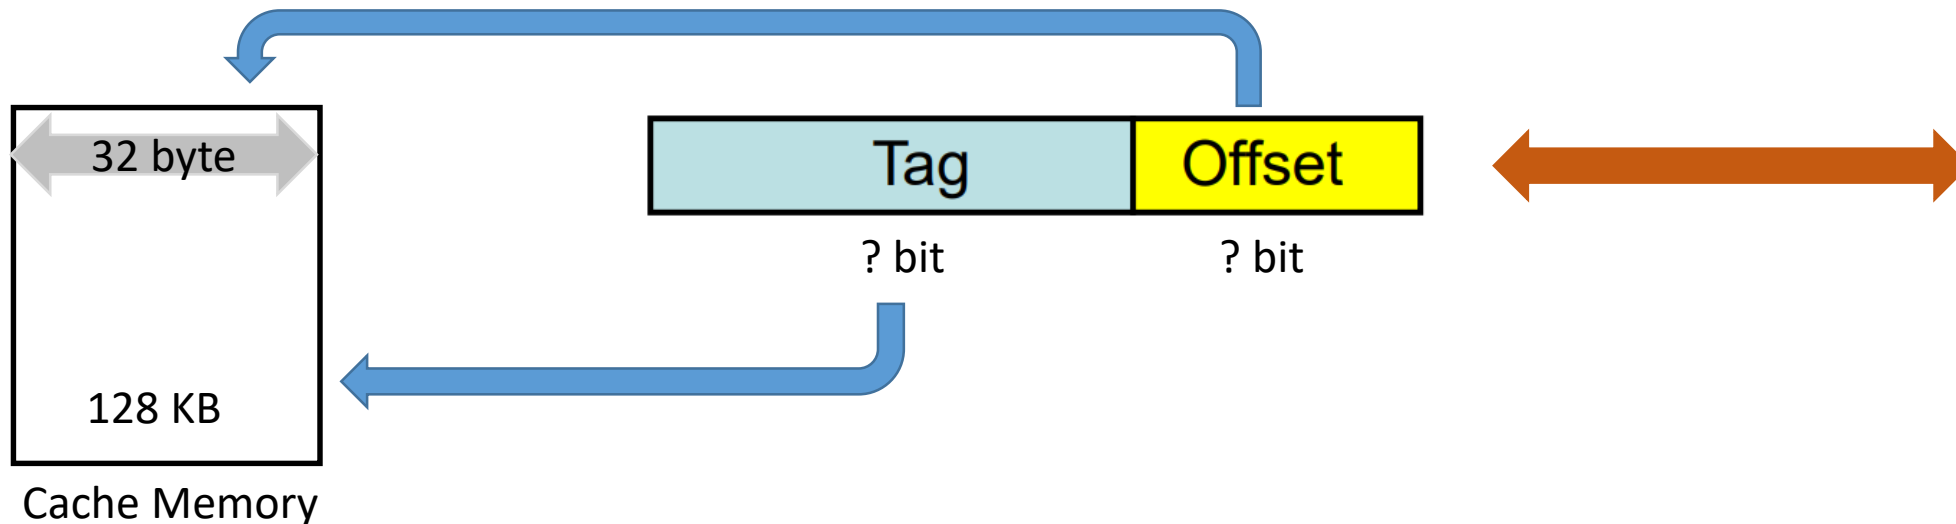 32 byte
Tag
Offset
? bit
? bit
128 KB
Cache Memory